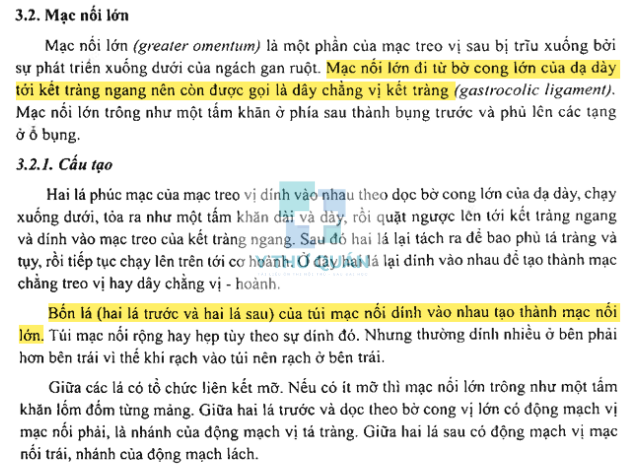 3.2. Mạc nối lớn
Mạc nối lớn (greater omentum) là một phần của mạc treo vị sau bị trĩu xuống bởi
sự phát triển xuống dưới của ngách gan ruột. Mạc nối lớn đi từ bờ cong lớn của dạ dày
tới kết tràng ngang nên còn được gọi là dây chằng vị kết tràng (gastrocolic ligament).
Mạc nối lớn trông như một tấm khăn ở phía sau thành bụng trước và phủ lên các tạng
ở ổ bụng.
3.2.1. Cấu tạo
Hai lá phúc mạc của mạc treo vị dính vào nhau theo dọc bờ cong lớn của dạ dày, chạy
xuống dưới, tỏa ra như một tấm khăn dài và dày, rồi quặt ngược lên tới kết tràng ngang
và dính vào mạc treo của kết tràng ngang. Sau đó hai lá lại tách ra để bao phủ tá tràng và
tụy, rồi tiếp tục chạy lên trên tới cơ hoành. Ở đây hai lá lại dính vào nhau để tạo thành mạc
chằng treo vị hay dây chằng vị - hoành.
Bốn lá (hai lá trước và hai lá sau) của túi mạc nối dính vào nhau tạo thành mạc nối
lớn. Túi mạc nối rộng hay hẹp tùy theo sự dính đó. Nhưng thường dính nhiều ở bên phải
hơn bên trái vì thế khi rạch vào túi nên rạch ở bên trái.
Giữa các lá có tổ chức liên kết mỡ. Nếu có ít mỡ thì mạc nối lớn trông như một tấm
khăn lốm đốm từng mảng. Giữa hai lá trước và dọc theo bờ cong vị lớn có động mạch vị
mạc nối phải, là nhánh của động mạch vị tá tràng. Giữa hai lá sau có động mạch vị mạc
nối trái, nhánh của động mạch lách.